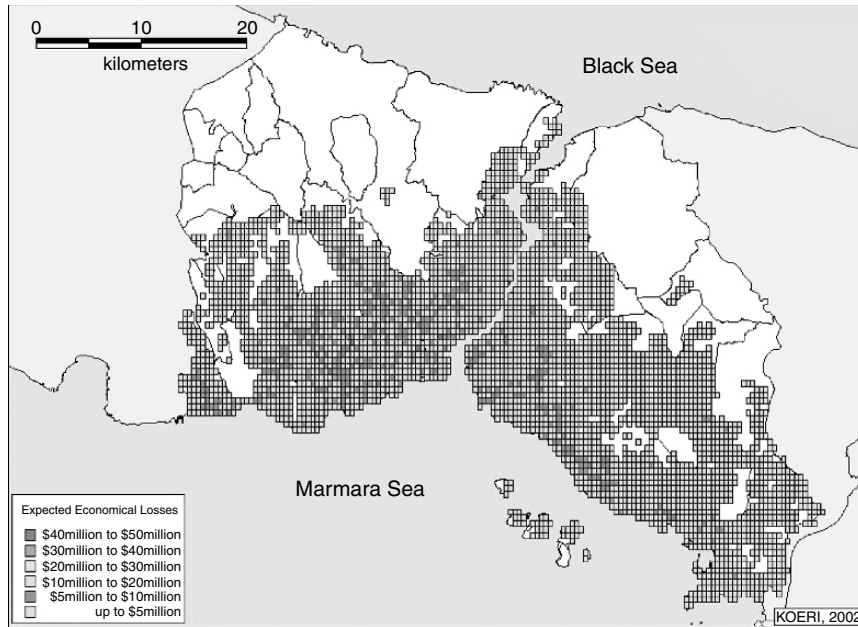 0 10 20
kilometers
Black Sea
Marmara Sea
Expected Economical Losses
$40million to $50million
$30million to $40million
$20million to $30million
$10million to $20million
$5million to $10million
up to $5million
KOERI, 2002